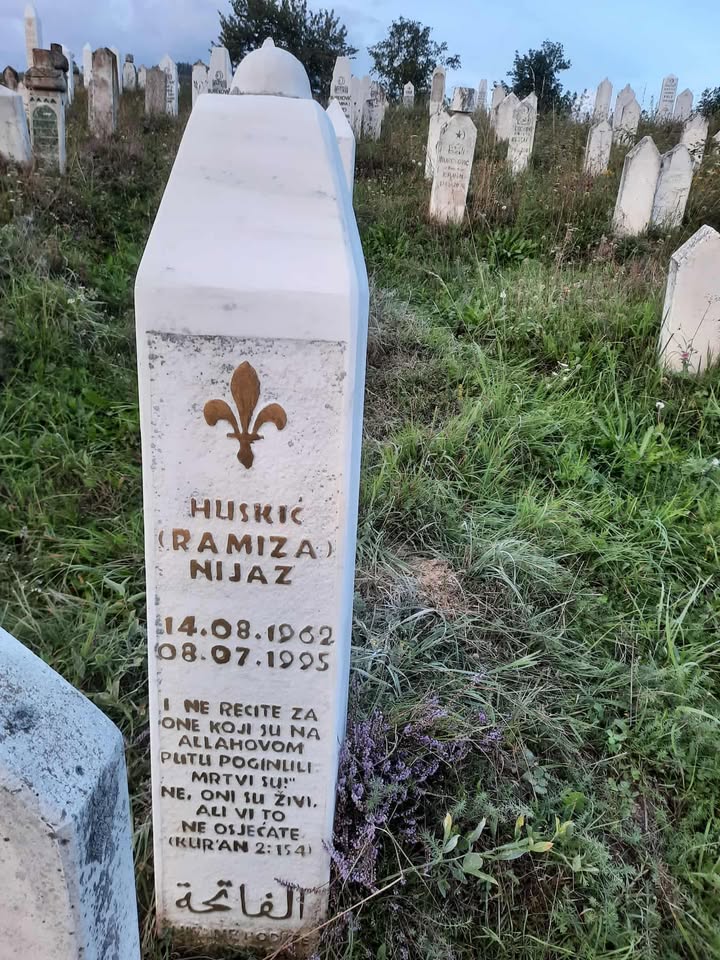 HUSKIĆ
(RAMIZA)
NIJAZ
14.08.1962
08.07.1995
I NE RECITE ZA
ONE KOJI SU NA
ALLAHOVOM
PUTU POGINULI
MRTVI SU!"
NE, ONI SU ŽIVI,
ALI VI TO
NE OSJEĆATE.
(KUR'AN 2:154)
الفاتحة